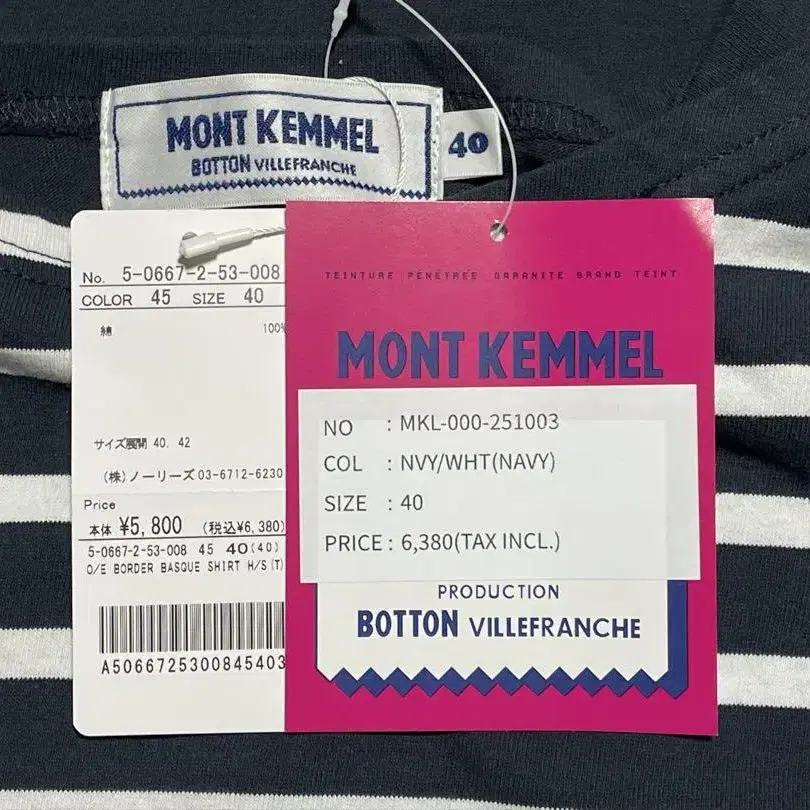 MONT KEMMEL
BOTTON VILLEFRANCHE
40
No. 5-0667-2-53-008
COLOR 45 SIZE 40
綿 100%
サイズ展開 40. 42
(株)ノーリーズ 03-6712-6230
Price
本体 ¥5,800 (税込¥6,380)
5-0667-2-53-008 45 40(40)
O/E BORDER BASQUE SHIRT H/S(T)
A5066725300845403
TEINTURE PENETREE GARANITE BRAND TEINT
MONT KEMMEL
NO : MKL-000-251003
COL : NVY/WHT(NAVY)
SIZE : 40
PRICE : 6,380(TAX INCL.)
PRODUCTION
BOTTON VILLEFRANCHE